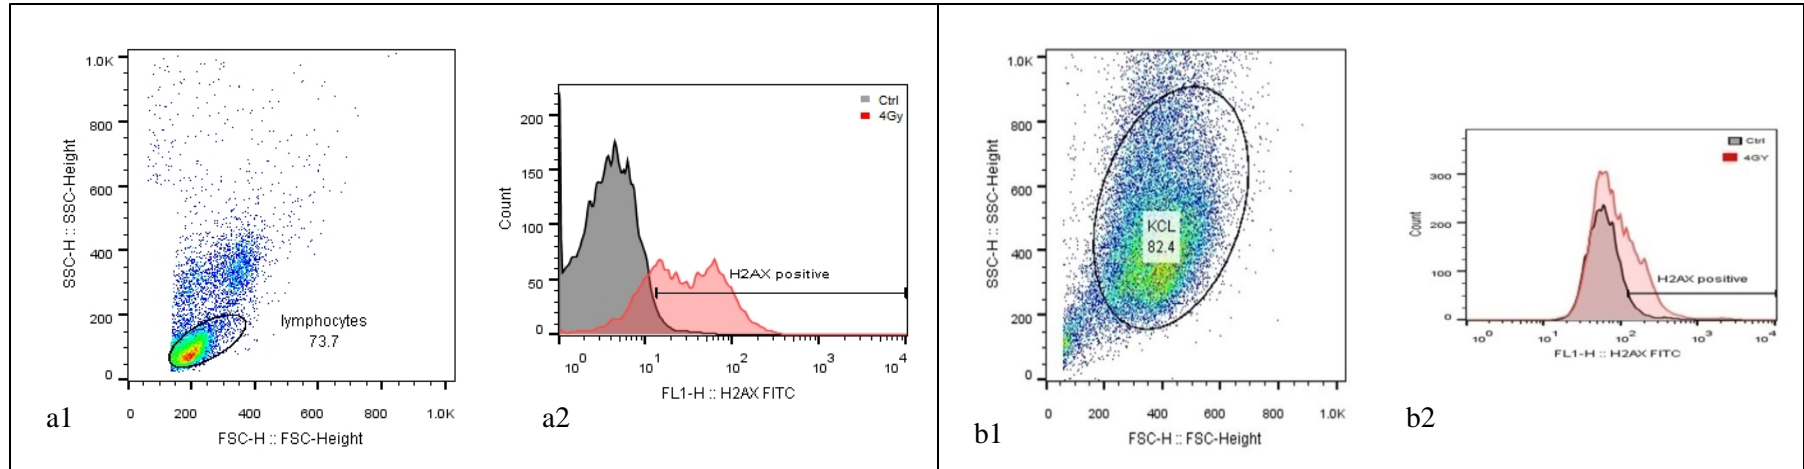 1.0K
800
600
400
200
0
SSC-H :: SSC-Height
lymphocytes
73.7
0 200 400 600 800 1.0K
FSC-H :: FSC-Height
a1
Ctrl
4Gy
200
150
100
50
0
Count
H2AX positive
10^0 10^1 10^2 10^3 10^4
FL1-H :: H2AX FITC
a2
1.0K
800
600
400
200
0
SSC-H :: SSC-Height
KCL
82.4
0 200 400 600 800 1.0K
FSC-H :: FSC-Height
b1
Ctrl
4GY
300
200
100
0
Count
H2AX positive
10^0 10^1 10^2 10^3 10^4
FL1-H :: H2AX FITC
b2